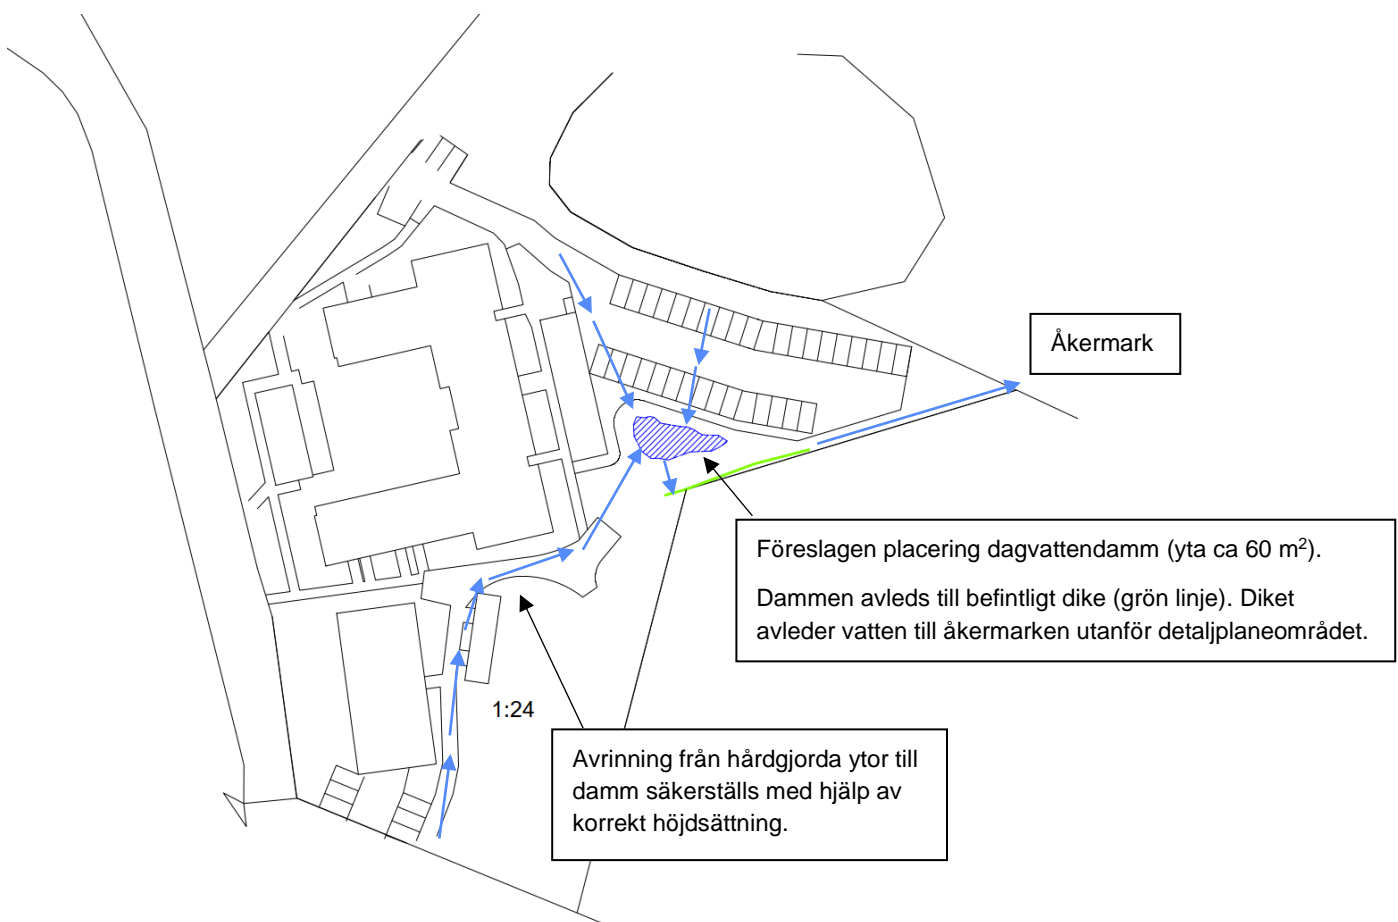 Åkermark
Föreslagen placering dagvattendamm (yta ca 60 m²).
Dammen avleds till befintligt dike (grön linje). Diket
avleder vatten till åkermarken utanför detaljplaneområdet.
1:24
Avrinning från hårdgjorda ytor till
damm säkerställs med hjälp av
korrekt höjdsättning.